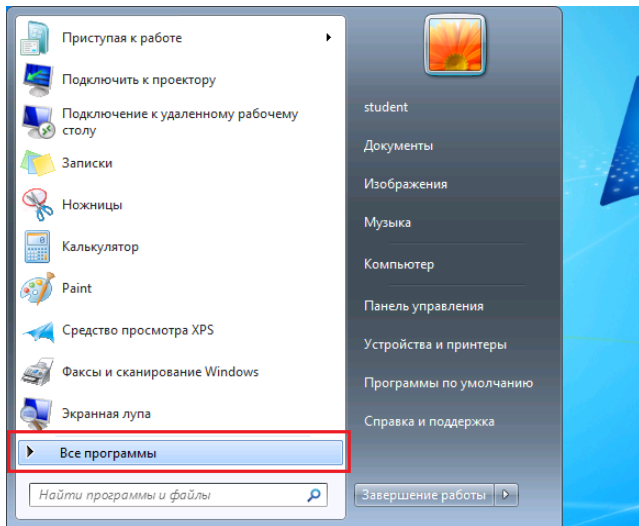 Приступая к работе
Подключить к проектору
Подключение к удаленному рабочему
столу
Записки
Ножницы
Калькулятор
Paint
Средство просмотра XPS
Факсы и сканирование Windows
Экранная лупа
Все программы
Найти программы и файлы
student
Документы
Изображения
Музыка
Компьютер
Панель управления
Устройства и принтеры
Программы по умолчанию
Справка и поддержка
Завершение работы